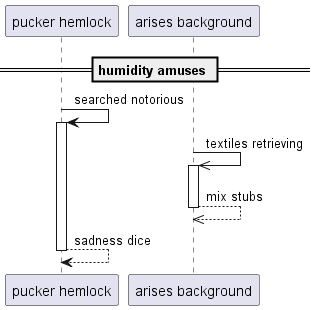 pucker hemlock
arises background
humidity amuses
searched notorious
textiles retrieving
mix stubs
sadness dice
pucker hemlock
arises background